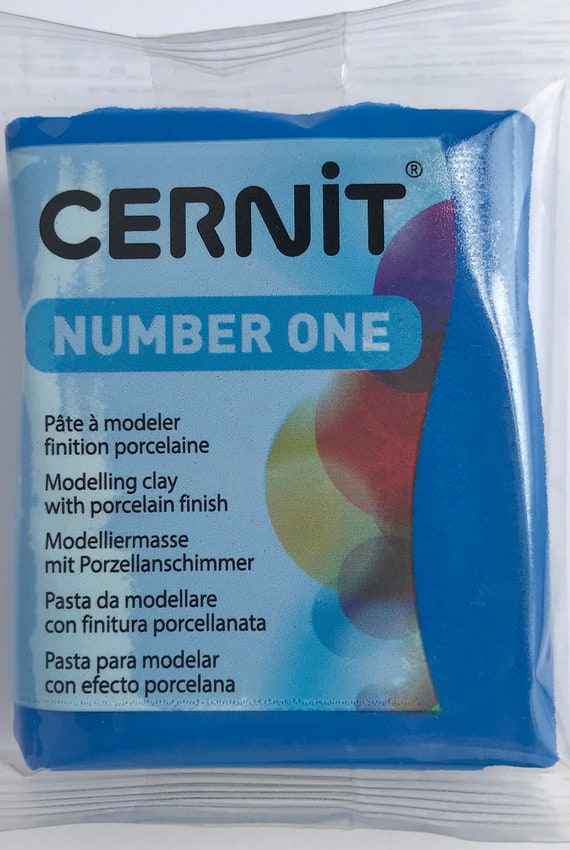 CERNiT®
NUMBER ONE
Pâte à modeler
finition porcelaine
Modelling clay
with porcelain finish
Modelliermasse
mit Porzellanschimmer
Pasta da modellare
con finitura porcellanata
Pasta para modelar
con efecto porcelana